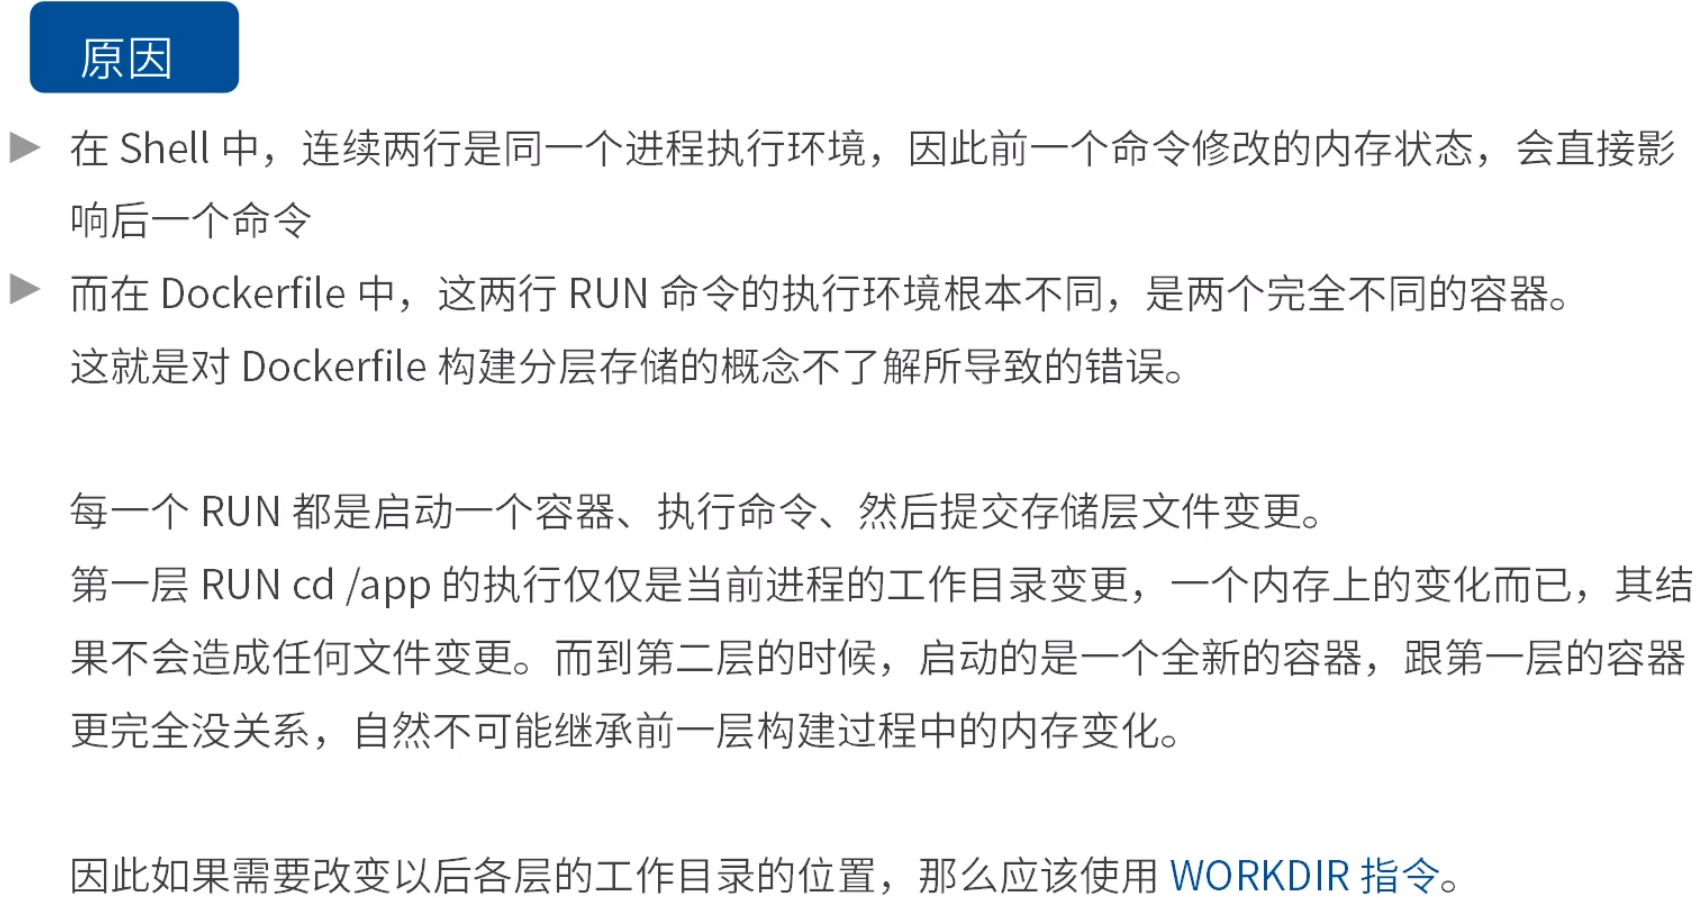 原因
在 Shell 中，连续两行是同一个进程执行环境，因此前一个命令修改的内存状态，会直接影
响后一个命令
而在 Dockerfile 中，这两行 RUN 命令的执行环境根本不同，是两个完全不同的容器。
这就是对 Dockerfile 构建分层存储的概念不了解所导致的错误。
每一个 RUN 都是启动一个容器、执行命令、然后提交存储层文件变更。
第一层 RUN cd /app 的执行仅仅是当前进程的工作目录变更，一个内存上的变化而已，其结
果不会造成任何文件变更。而到第二层的时候，启动的是一个全新的容器，跟第一层的容器
更完全没关系，自然不可能继承前一层构建过程中的内存变化。
因此如果需要改变以后各层的工作目录的位置，那么应该使用 WORKDIR 指令。